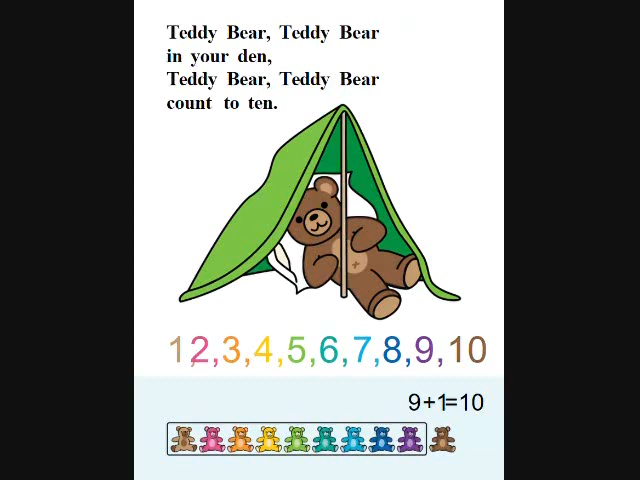 Teddy Bear, Teddy Bear
in your den,
Teddy Bear, Teddy Bear
count to ten.
1,2,3,4,5,6,7,8,9,10
9+1=10